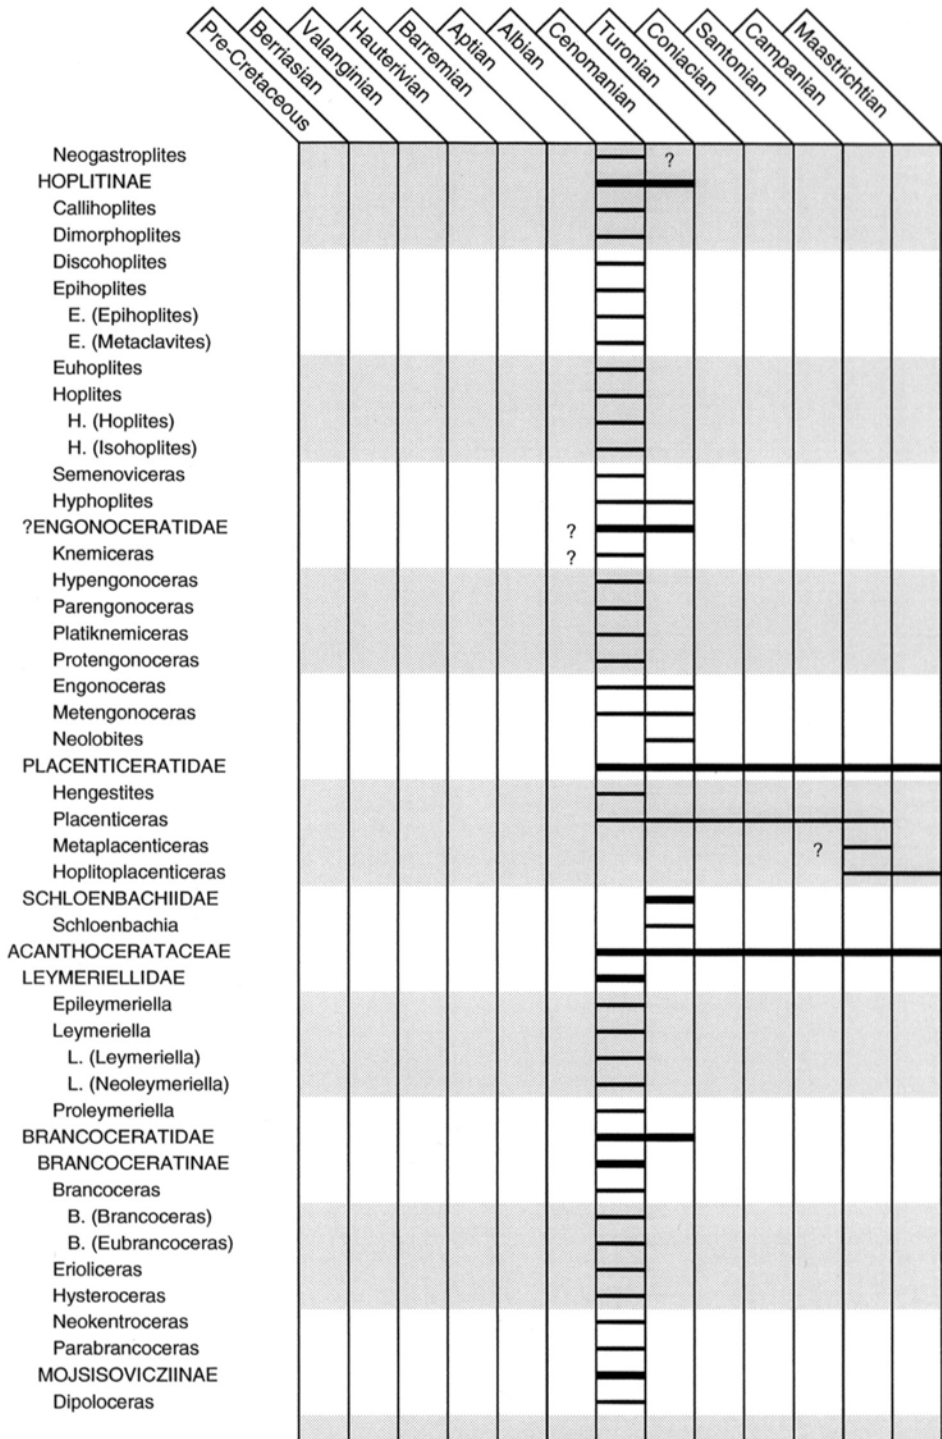 Pre-Cretaceous
Berriasian
Valanginian
Hauterivian
Barremian
Aptian
Albian
Cenomanian
Turonian
Coniacian
Santonian
Campanian
Maastrichtian
Neogastroplites ?
HOPLITINAE
Callihoplites
Dimorphoplites
Discohoplites
Epihoplites
E. (Epihoplites)
E. (Metaclavites)
Euhoplites
Hoplites
H. (Hoplites)
H. (Isohoplites)
Semenoviceras
Hyphoplites
?ENGONOCERATIDAE ?
Knemiceras ?
Hypengonoceras
Parengonoceras
Platiknemiceras
Protengonoceras
Engonoceras
Metengonoceras
Neolobites
PLACENTICERATIDAE
Hengestites
Placenticeras
Metaplacenticeras ?
Hoplitoplacenticeras
SCHLOENBACHIIDAE
Schloenbachia
ACANTHOCERATACEAE
LEYMERIELLIDAE
Epileymeriella
Leymeriella
L. (Leymeriella)
L. (Neoleymeriella)
Proleymeriella
BRANCOCERATIDAE
BRANCOCERATINAE
Brancoceras
B. (Brancoceras)
B. (Eubrancoceras)
Erioliceras
Hysteroceras
Neokentroceras
Parabrancoceras
MOJSISOVICZIINAE
Dipoloceras